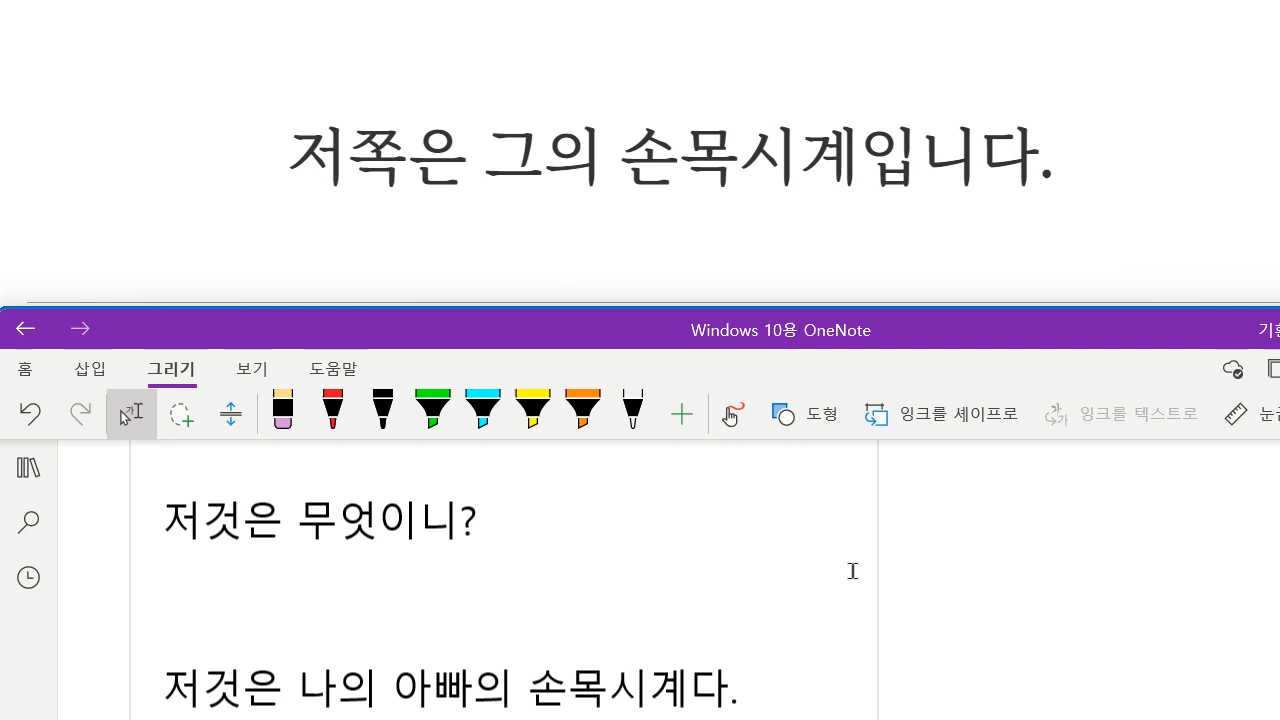 저쪽은 그의 손목시계입니다.
Windows 10용 OneNote
홈 삽입 그리기 보기 도움말
도형 잉크를 셰이프로 잉크를 텍스트로
저것은 무엇이니?
저것은 나의 아빠의 손목시계다.